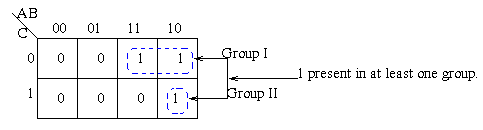 AB
C
00 01 11 10
0 0 0 1 1 Group I
1 present in at least one group.
1 0 0 0 1 Group II